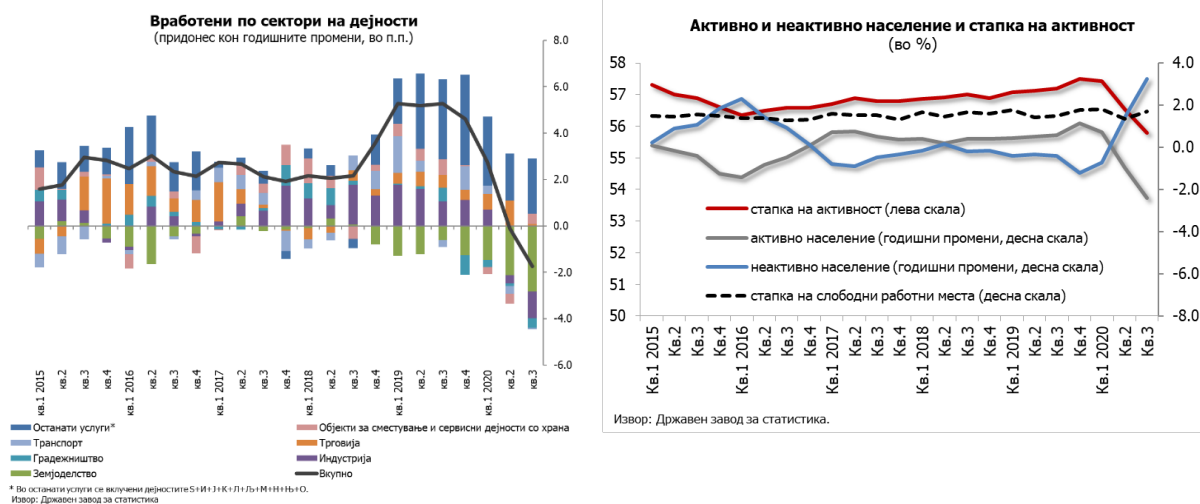 Вработени по сектори на дејности
(придонес кон годишните промени, во п.п.)
8.0
6.0
4.0
2.0
0.0
-2.0
-4.0
-6.0
кв.1 2015
кв.2
кв.3
кв.4
кв.1 2016
кв.2
кв.3
кв.4
кв.1 2017
кв.2
кв.3
кв.4
кв.1 2018
кв.2
кв.3
кв.4
кв.1 2019
кв.2
кв.3
кв.4
кв.1 2020
кв.2
кв.3
Останати услуги*
Објекти за сместување и сервисни дејности со храна
Транспорт
Трговија
Градежништво
Индустрија
Земјоделство
Вкупно
* Во останати услуги се вклучени дејностите Ѕ+И+Ј+К+Л+Љ+М+Н+Њ+О.
Извор: Државен завод за статистика
Активно и неактивно население и стапка на активност
(во %)
58
57
56
55
54
53
52
51
50
4.0
2.0
0.0
-2.0
-4.0
-6.0
-8.0
стапка на активност (лева скала)
активно население (годишни промени, десна скала)
неактивно население (годишни промени, десна скала)
стапка на слободни работни места (десна скала)
Кв.1 2015
Кв.2
Кв.3
Кв.4
Кв.1 2016
Кв.2
Кв.3
Кв.4
Кв.1 2017
Кв.2
Кв.3
Кв.4
Кв.1 2018
Кв.2
Кв.3
Кв.4
Кв.1 2019
Кв.2
Кв.3
Кв.4
Кв.1 2020
Кв.2
Кв.3
Извор: Државен завод за статистика.